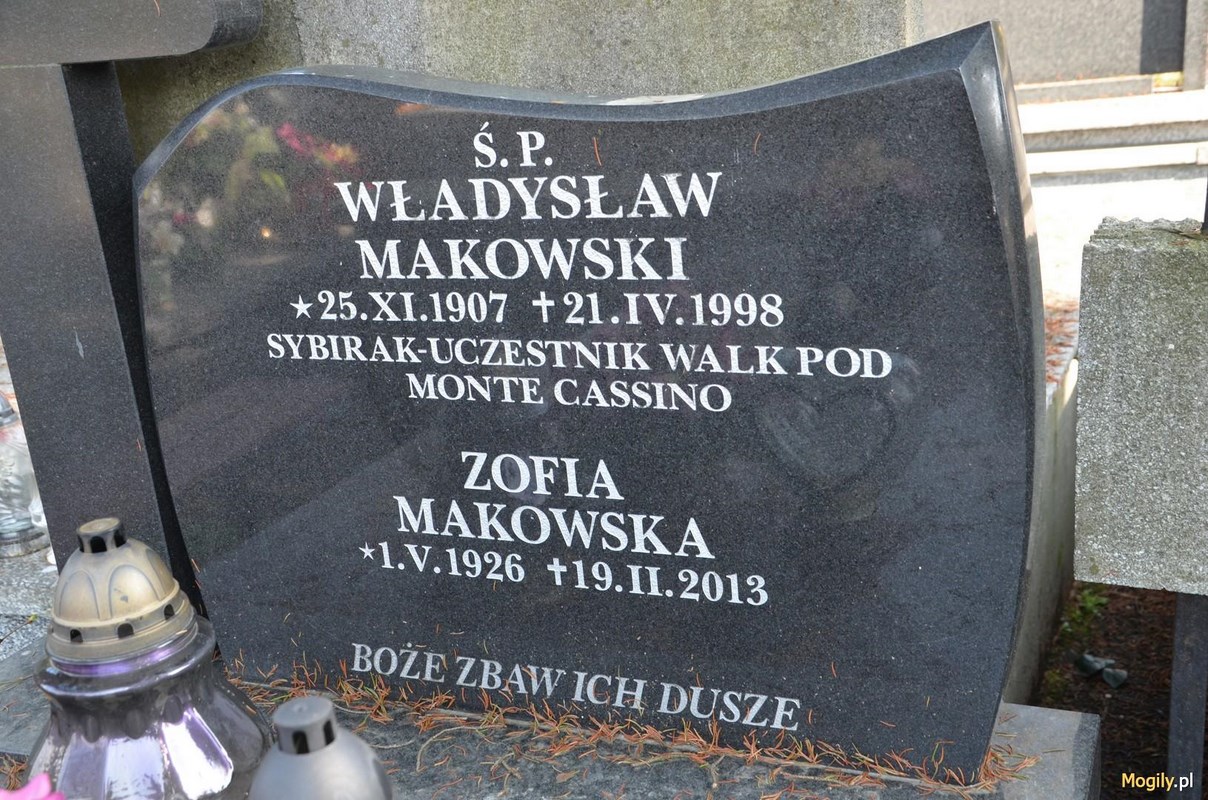 Ś. P.
WŁADYSŁAW
MAKOWSKI
★25.XI.1907 ✝21.IV.1998
SYBIRAK-UCZESTNIK WALK POD
MONTE CASSINO
ZOFIA
MAKOWSKA
★1.V.1926 ✝19.II.2013
BOŻE ZBAW ICH DUSZE
Mogily.pl